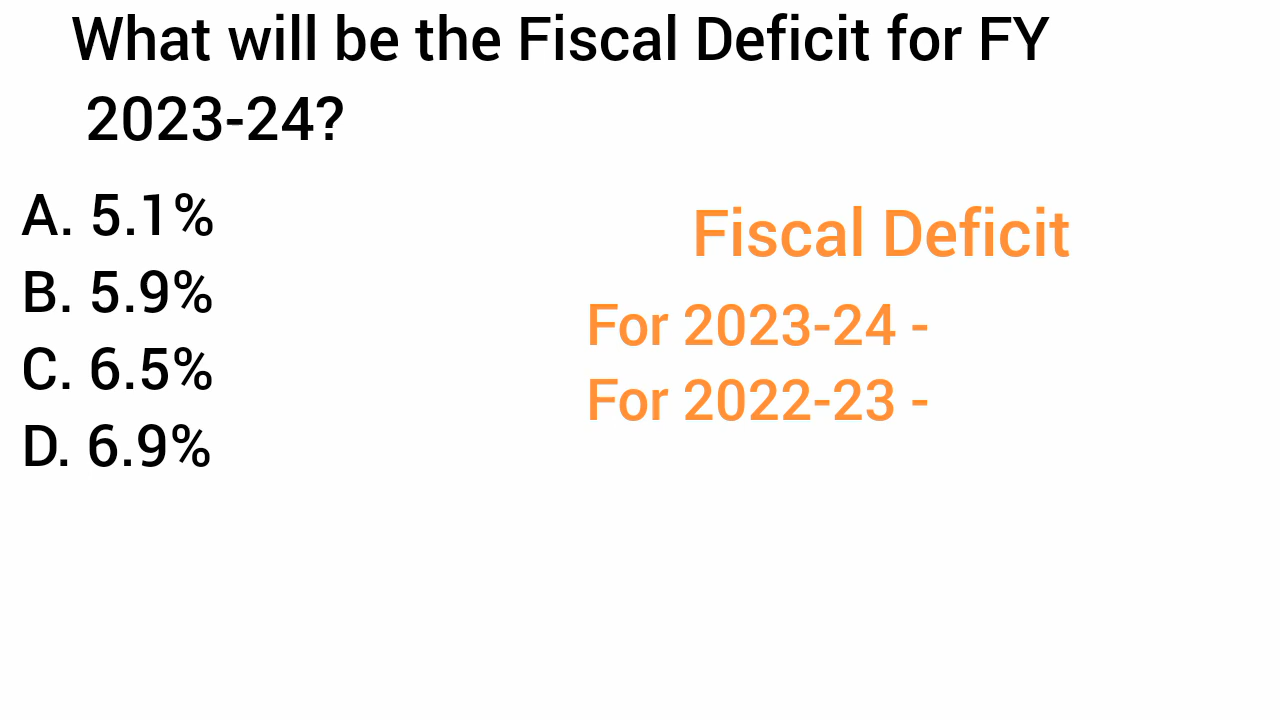 What will be the Fiscal Deficit for FY
2023-24?
A. 5.1%
B. 5.9%
C. 6.5%
D. 6.9%
Fiscal Deficit
For 2023-24 -
For 2022-23 -